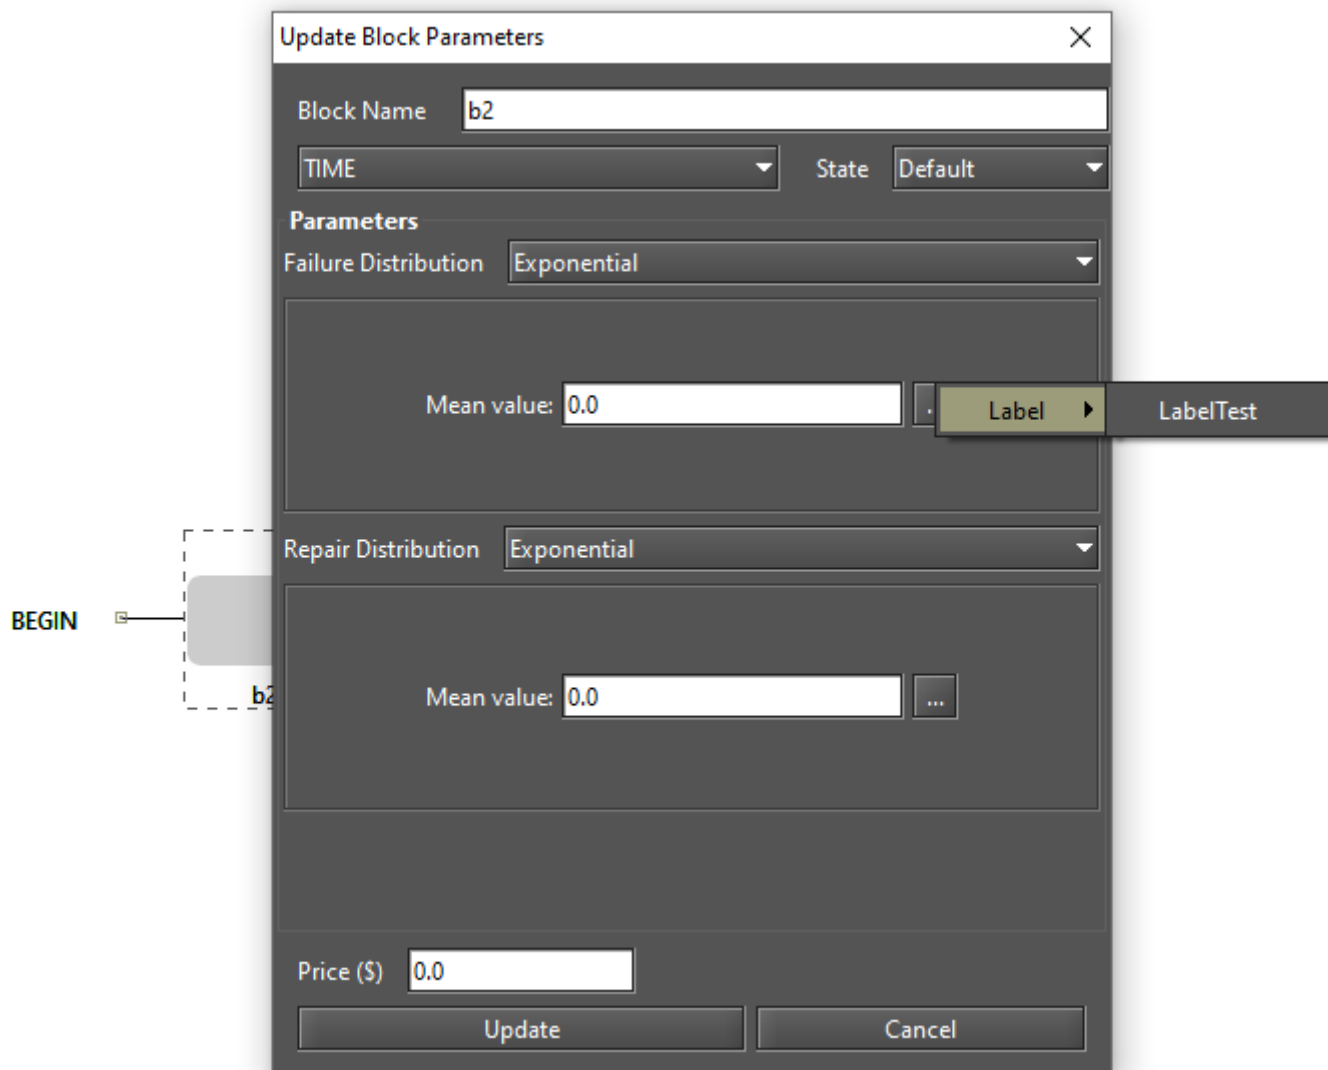 Update Block Parameters
Block Name b2
TIME State Default
Parameters
Failure Distribution Exponential
Mean value: 0.0 Label LabelTest
Repair Distribution Exponential
BEGIN
Mean value: 0.0 ...
b2
Price ($) 0.0
Update Cancel